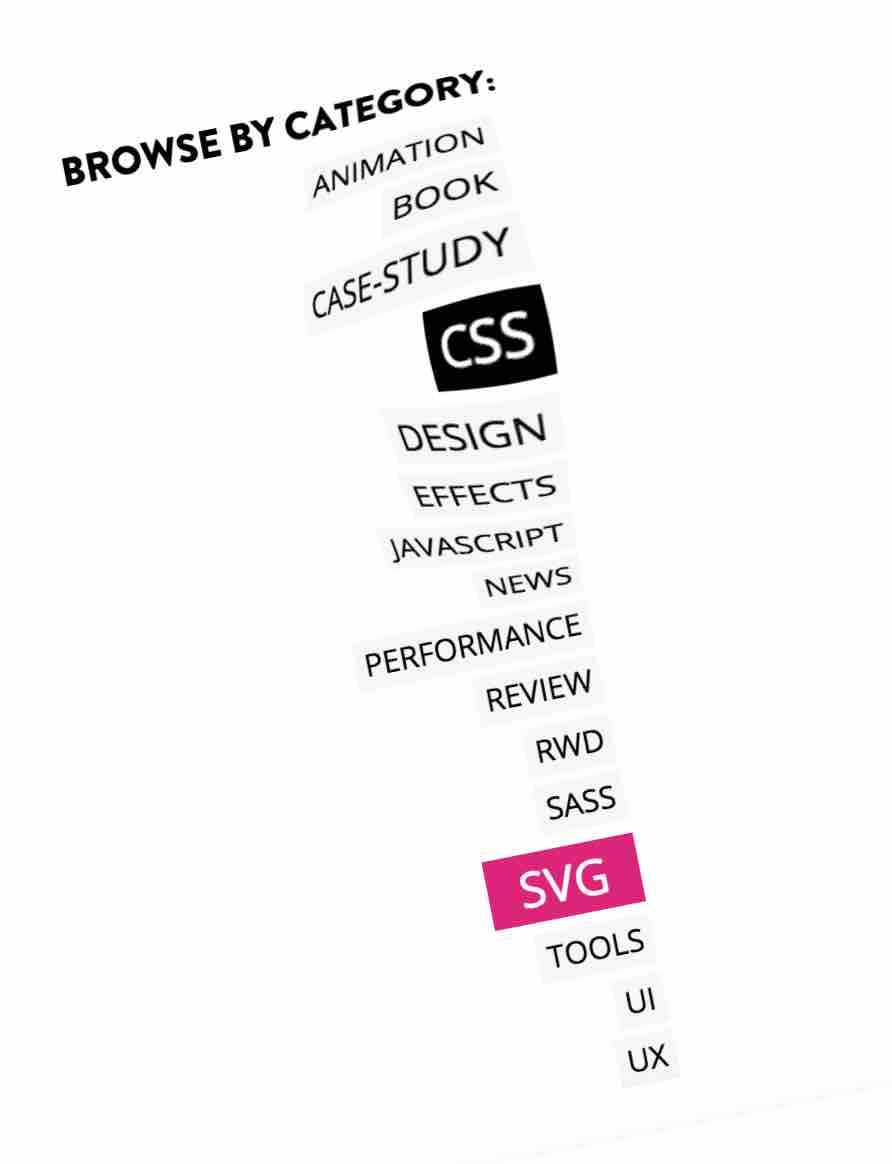 BROWSE BY CATEGORY:
ANIMATION
BOOK
CASE-STUDY
CSS
DESIGN
EFFECTS
JAVASCRIPT
NEWS
PERFORMANCE
REVIEW
RWD
SASS
SVG
TOOLS
UI
UX